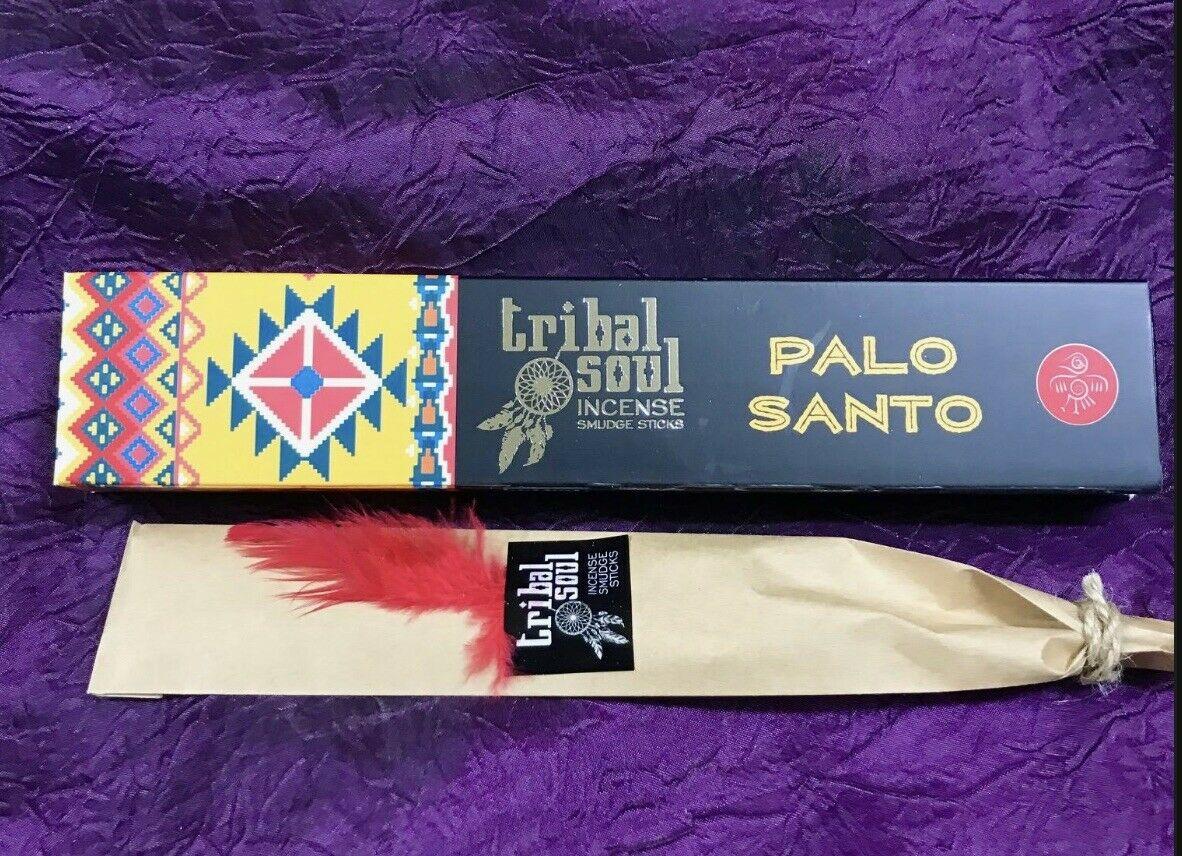 tribal
soul
INCENSE
SMUDGE STICKS
PALO
SANTO
tribal
soul
INCENSE
SMUDGE
STICKS